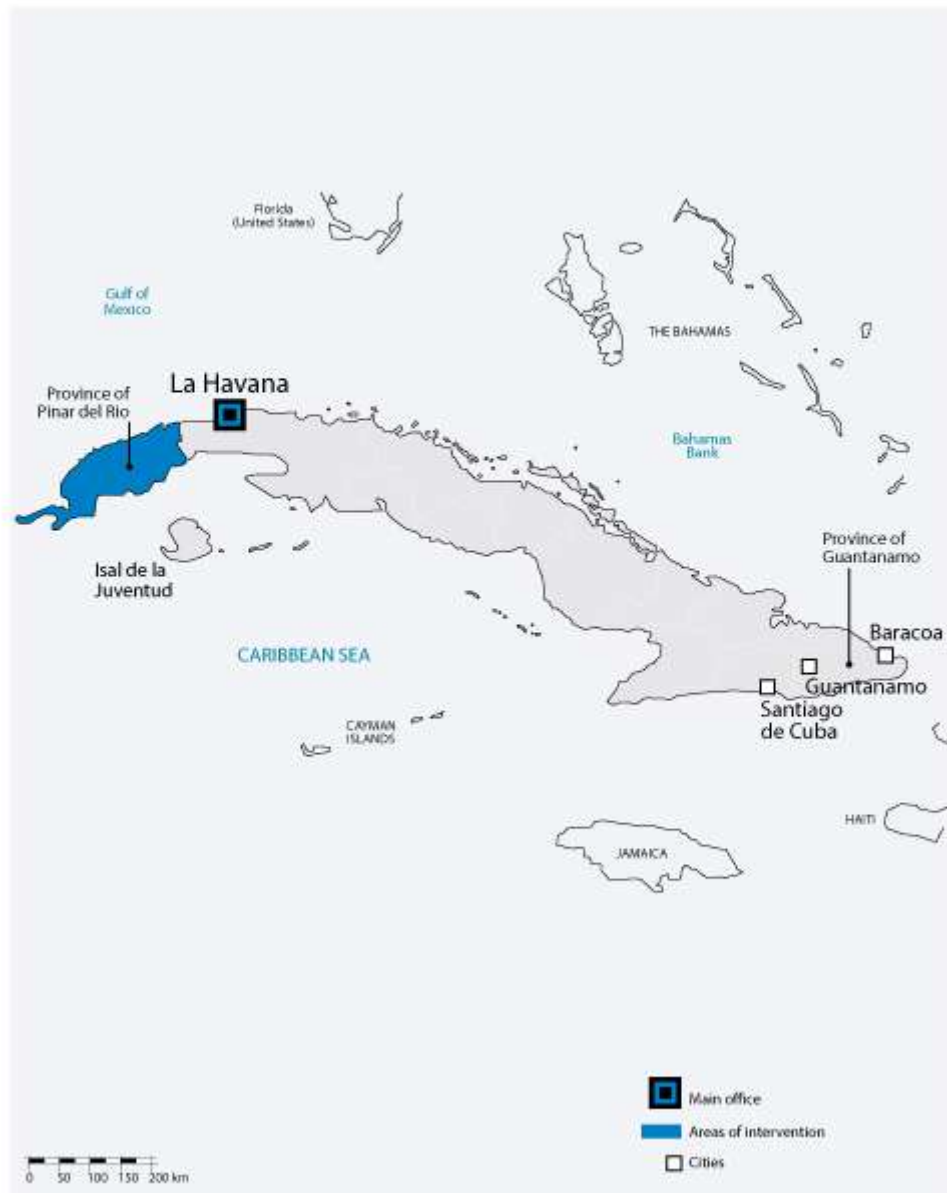 Florida
(United States)
Gulf of
Mexico
THE BAHAMAS
La Havana
Province of
Pinar del Rio
Bahamas
Bank
Province of
Guantanamo
Isal de la
Juventud
Baracoa
CARIBBEAN SEA
Guantanamo
Santiago
de Cuba
CAYMAN
ISLANDS
HAITI
JAMAICA
Main office
Areas of intervention
Cities
0 50 100 150 200 km